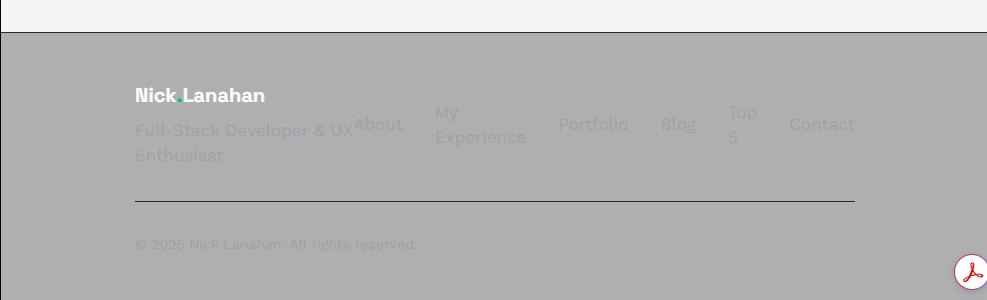 Nick.Lanahan
Full-Stack Developer & UX
Enthusiast
About
My
Experience
Portfolio
Blog
Top
5
Contact
© 2025 Nick Lanahan. All rights reserved.